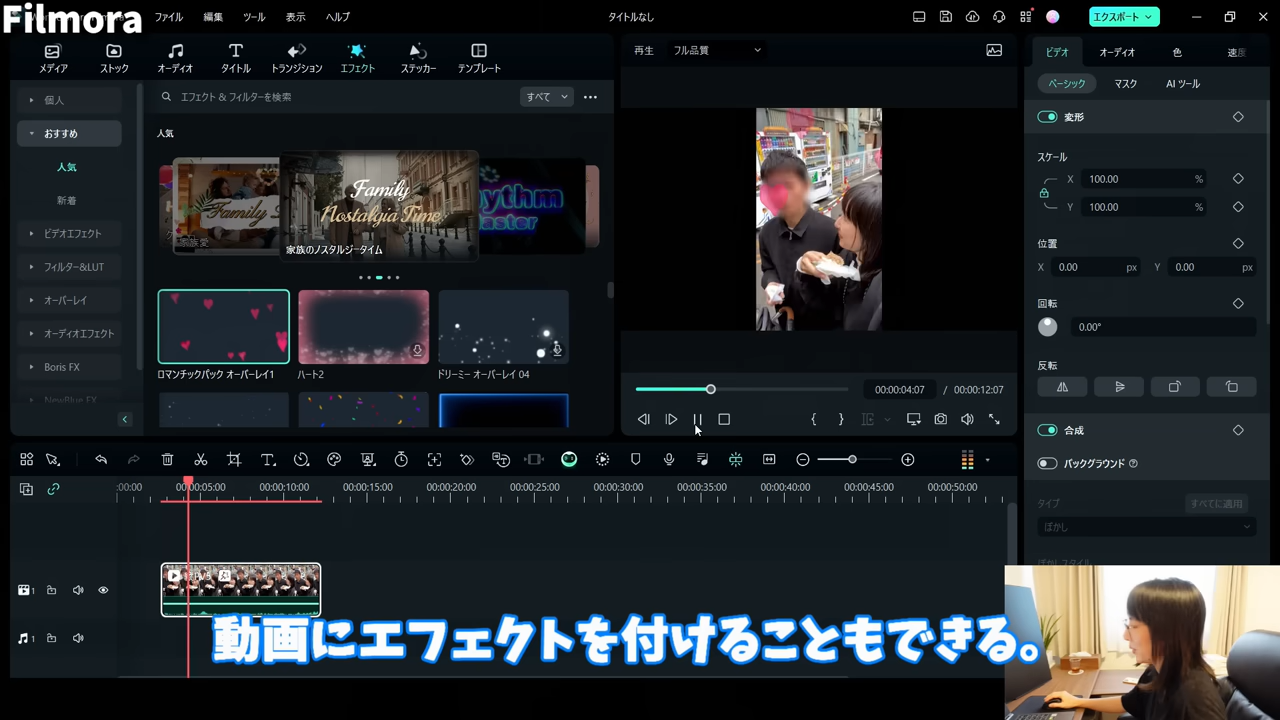 Filmora
ファイル 編集 ツール 表示 ヘルプ
タイトルなし
エクスポート
メディア ストック オーディオ タイトル トランジション エフェクト ステッカー テンプレート
再生 フル品質
ビデオ オーディオ 色 速度
ベーシック マスク AI ツール
個人
おすすめ
人気
新着
ビデオエフェクト
フィルター&LUT
オーバーレイ
オーディオエフェクト
Boris FX
NewBlue FX
エフェクト & フィルターを検索
すべて
人気
Family
Nostalgia Time
家族のノスタルジータイム
ロマンチックパック オーバーレイ1
ハート2
ドリーミー オーバーレイ 04
00:00:04:07 / 00:00:12:07
変形
スケール
X 100.00 %
Y 100.00 %
位置
X 0.00 px Y 0.00 px
回転
0.00°
反転
合成
バックグラウンド
タイプ すべてに適用
ぼかし
:00:00 00:00:05:00 00:00:10:00 00:00:15:00 00:00:20:00 00:00:25:00 00:00:30:00 00:00:35:00 00:00:40:00 00:00:45:00 00:00:50:00
1
1
動画にエフェクトを付けることもできる。